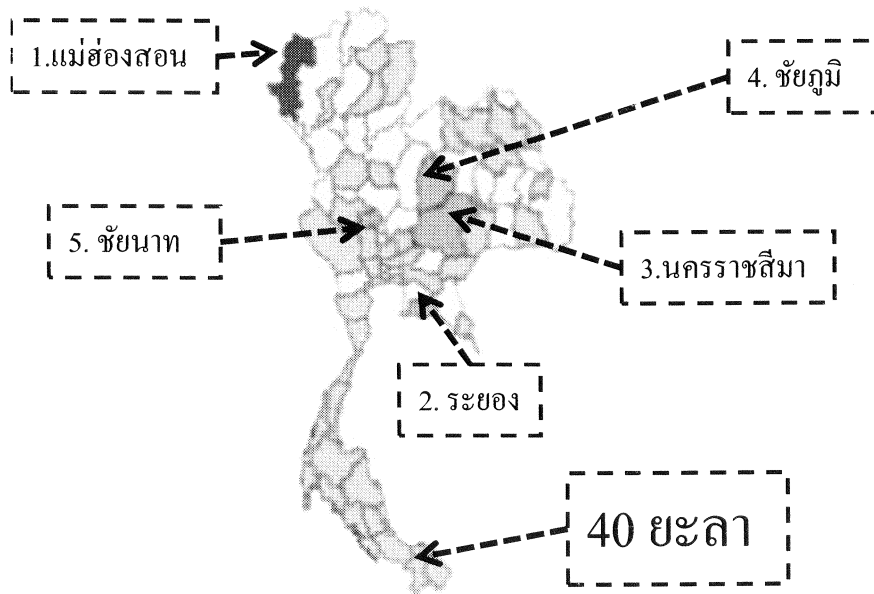 1.แม่ฮ่องสอน
4. ชัยภูมิ
5. ชัยนาท
3.นครราชสีมา
2. ระยอง
40 ยะลา